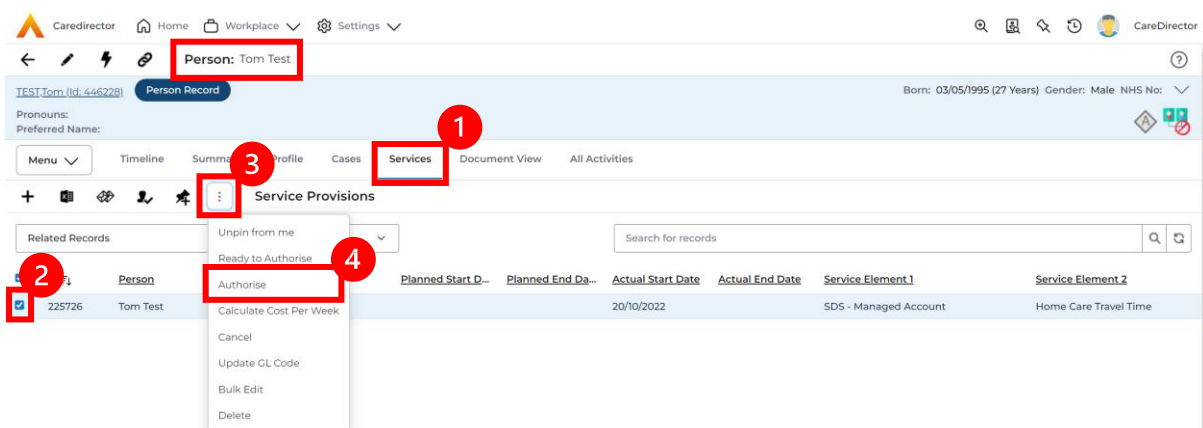 Caredirector Home Workplace Settings CareDirector
Person: Tom Test
TEST,Tom (Id: 446228) Person Record Born: 03/05/1995 (27 Years) Gender: Male NHS No:
Pronouns:
Preferred Name:
1
Menu Timeline Profile Cases Services Document View All Activities
3
Service Provisions
Unpin from me
Related Records Search for records
Ready to Authorise
4
2
Person Planned Start D... Planned End Da... Actual Start Date Actual End Date Service Element 1 Service Element 2
Authorise
225726 Tom Test 20/10/2022 SDS - Managed Account Home Care Travel Time
Calculate Cost Per Week
Cancel
Update GL Code
Bulk Edit
Delete